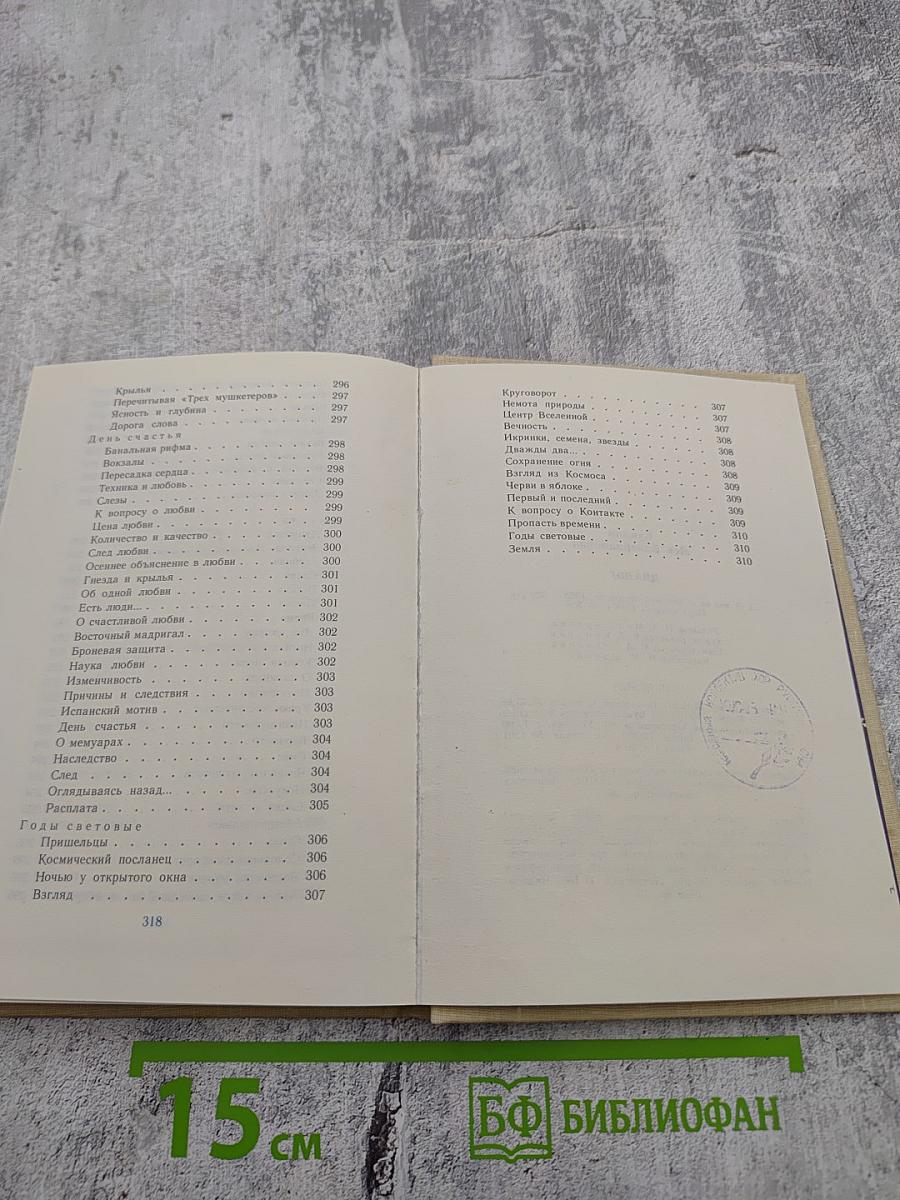 Крылья . . . . . . . . . . . . 296
Перечитывая «Трех мушкетеров» . . . . 297
Ясность и глубина . . . . . . . . . 297
Дорога слова . . . . . . . . . . . 297
День счастья
Банальная рифма . . . . . . . . . . 298
Вокзалы . . . . . . . . . . . . 298
Пересадка сердца . . . . . . . . . . 298
Техника и любовь . . . . . . . . . . 299
Слезы . . . . . . . . . . . . . 299
К вопросу о любви . . . . . . . . . 299
Цена любви . . . . . . . . . . . . 299
Количество и качество . . . . . . . . 300
След любви . . . . . . . . . . . . 300
Осеннее объяснение в любви . . . . . . 300
Гнезда и крылья . . . . . . . . . . 301
Об одной любви . . . . . . . . . . 301
Есть люди... . . . . . . . . . . . 301
О счастливой любви . . . . . . . . . 302
Восточный мадригал . . . . . . . . . 302
Броневая защита . . . . . . . . . . 302
Наука любви . . . . . . . . . . . 302
Изменчивость . . . . . . . . . . . 303
Причины и следствия . . . . . . . . 303
Испанский мотив . . . . . . . . . . 303
День счастья . . . . . . . . . . . 303
О мемуарах . . . . . . . . . . . . 304
Наследство . . . . . . . . . . . . 304
След . . . . . . . . . . . . . . 304
Оглядываясь назад... . . . . . . . . 304
Расплата . . . . . . . . . . . . . 305
Годы световые
Пришельцы . . . . . . . . . . . . 306
Космический посланец . . . . . . . . 306
Ночью у открытого окна . . . . . . . 306
Взгляд . . . . . . . . . . . . . 307
318
Круговорот . . . . . . . . . . . . 307
Немота природы . . . . . . . . . . 307
Центр Вселенной . . . . . . . . . . 307
Вечность . . . . . . . . . . . . . 308
Икринки, семена, звезды . . . . . . . 308
Дважды два... . . . . . . . . . . . 308
Сохранение огня . . . . . . . . . . 308
Взгляд из Космоса . . . . . . . . . 309
Черви в яблоке . . . . . . . . . . 309
Первый и последний . . . . . . . . . 309
К вопросу о Контакте . . . . . . . . 309
Пропасть времени . . . . . . . . . . 310
Годы световые . . . . . . . . . . . 310
Земля . . . . . . . . . . . . . . 310
15 см
БФ БИБЛИОФАН